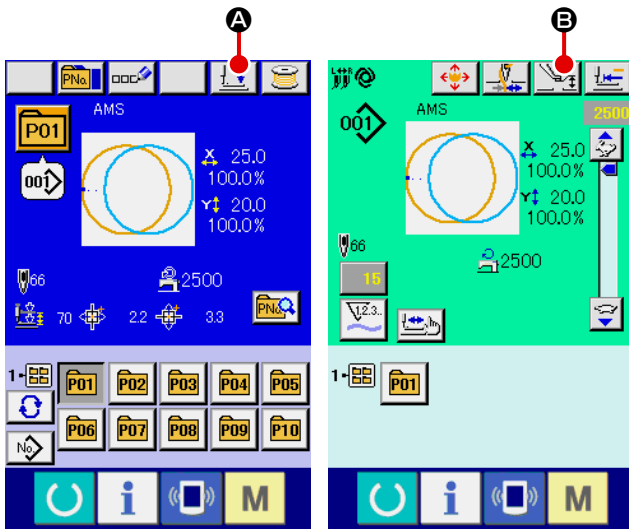 A
B
PNo.
AMS
P01
001
X 25.0
100.0%
Y 20.0
100.0%
66
2500
70 2.2 3.3
PNo.
1-
P01 P02 P03 P04 P05
P06 P07 P08 P09 P10
No.
i
M
L R
AMS
001
2500
X 25.0
100.0%
Y 20.0
100.0%
66
2500
15
1.2.3..
1-
P01
i
M